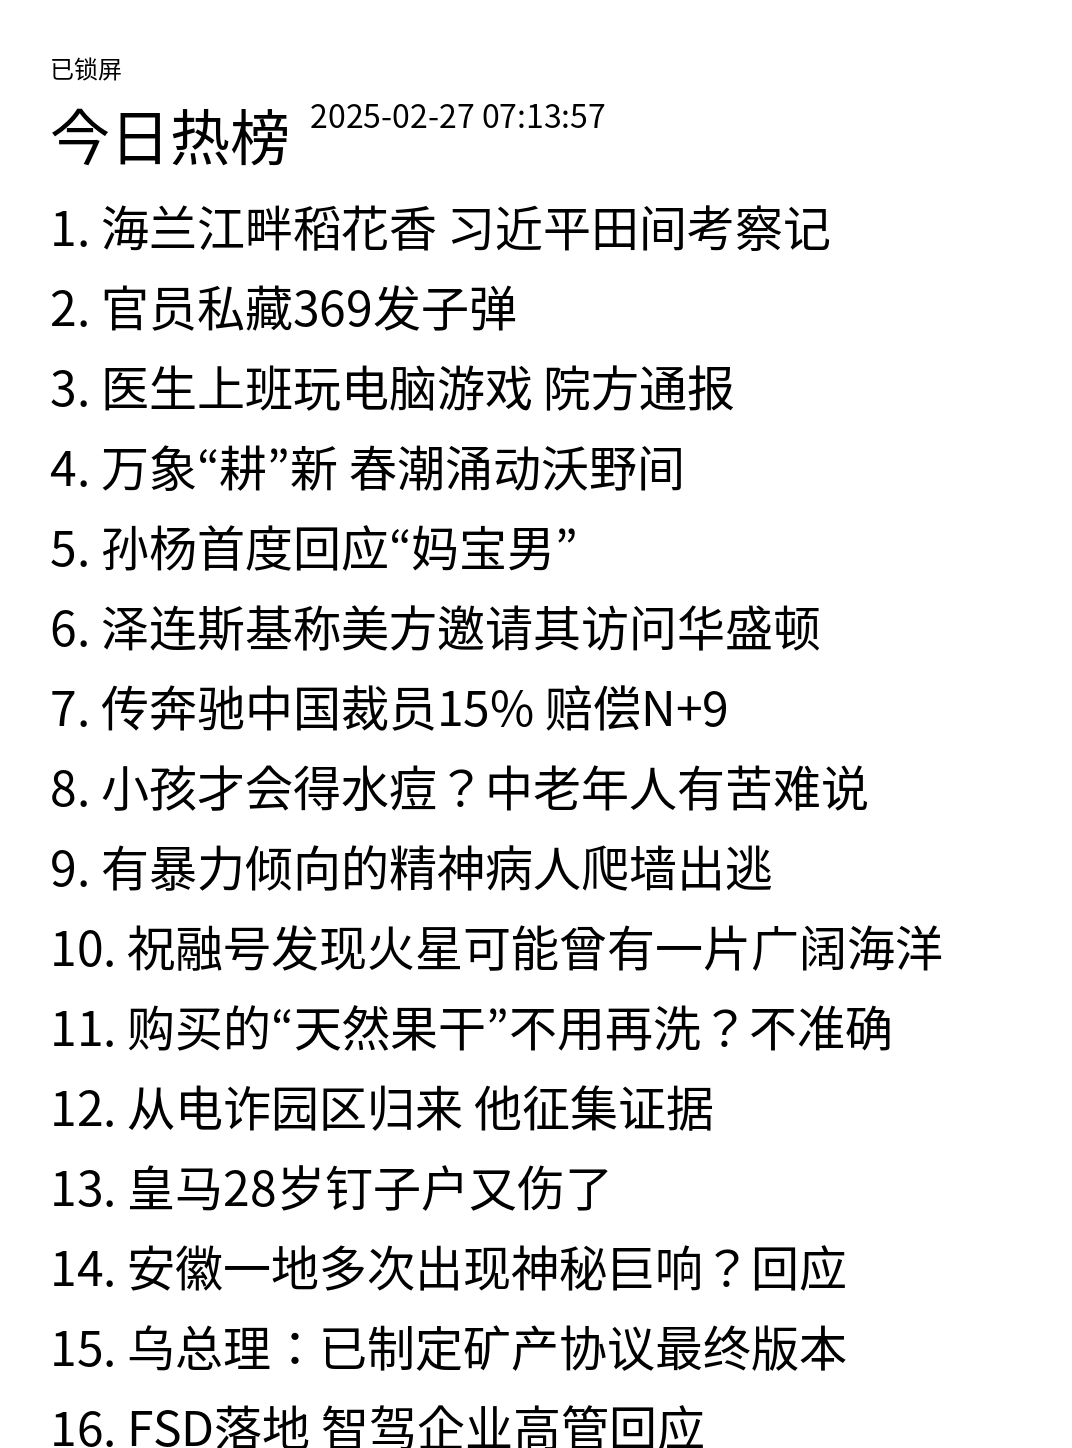 已锁屏
今日热榜 2025-02-27 07:13:57
1. 海兰江畔稻花香 习近平田间考察记
2. 官员私藏369发子弹
3. 医生上班玩电脑游戏 院方通报
4. 万象“耕”新 春潮涌动沃野间
5. 孙杨首度回应“妈宝男”
6. 泽连斯基称美方邀请其访问华盛顿
7. 传奔驰中国裁员15% 赔偿N+9
8. 小孩才会得水痘？中老年人有苦难说
9. 有暴力倾向的精神病人爬墙出逃
10. 祝融号发现火星可能曾有一片广阔海洋
11. 购买的“天然果干”不用再洗？不准确
12. 从电诈园区归来 他征集证据
13. 皇马28岁钉子户又伤了
14. 安徽一地多次出现神秘巨响？回应
15. 乌总理：已制定矿产协议最终版本
16. FSD落地 智驾企业高管回应